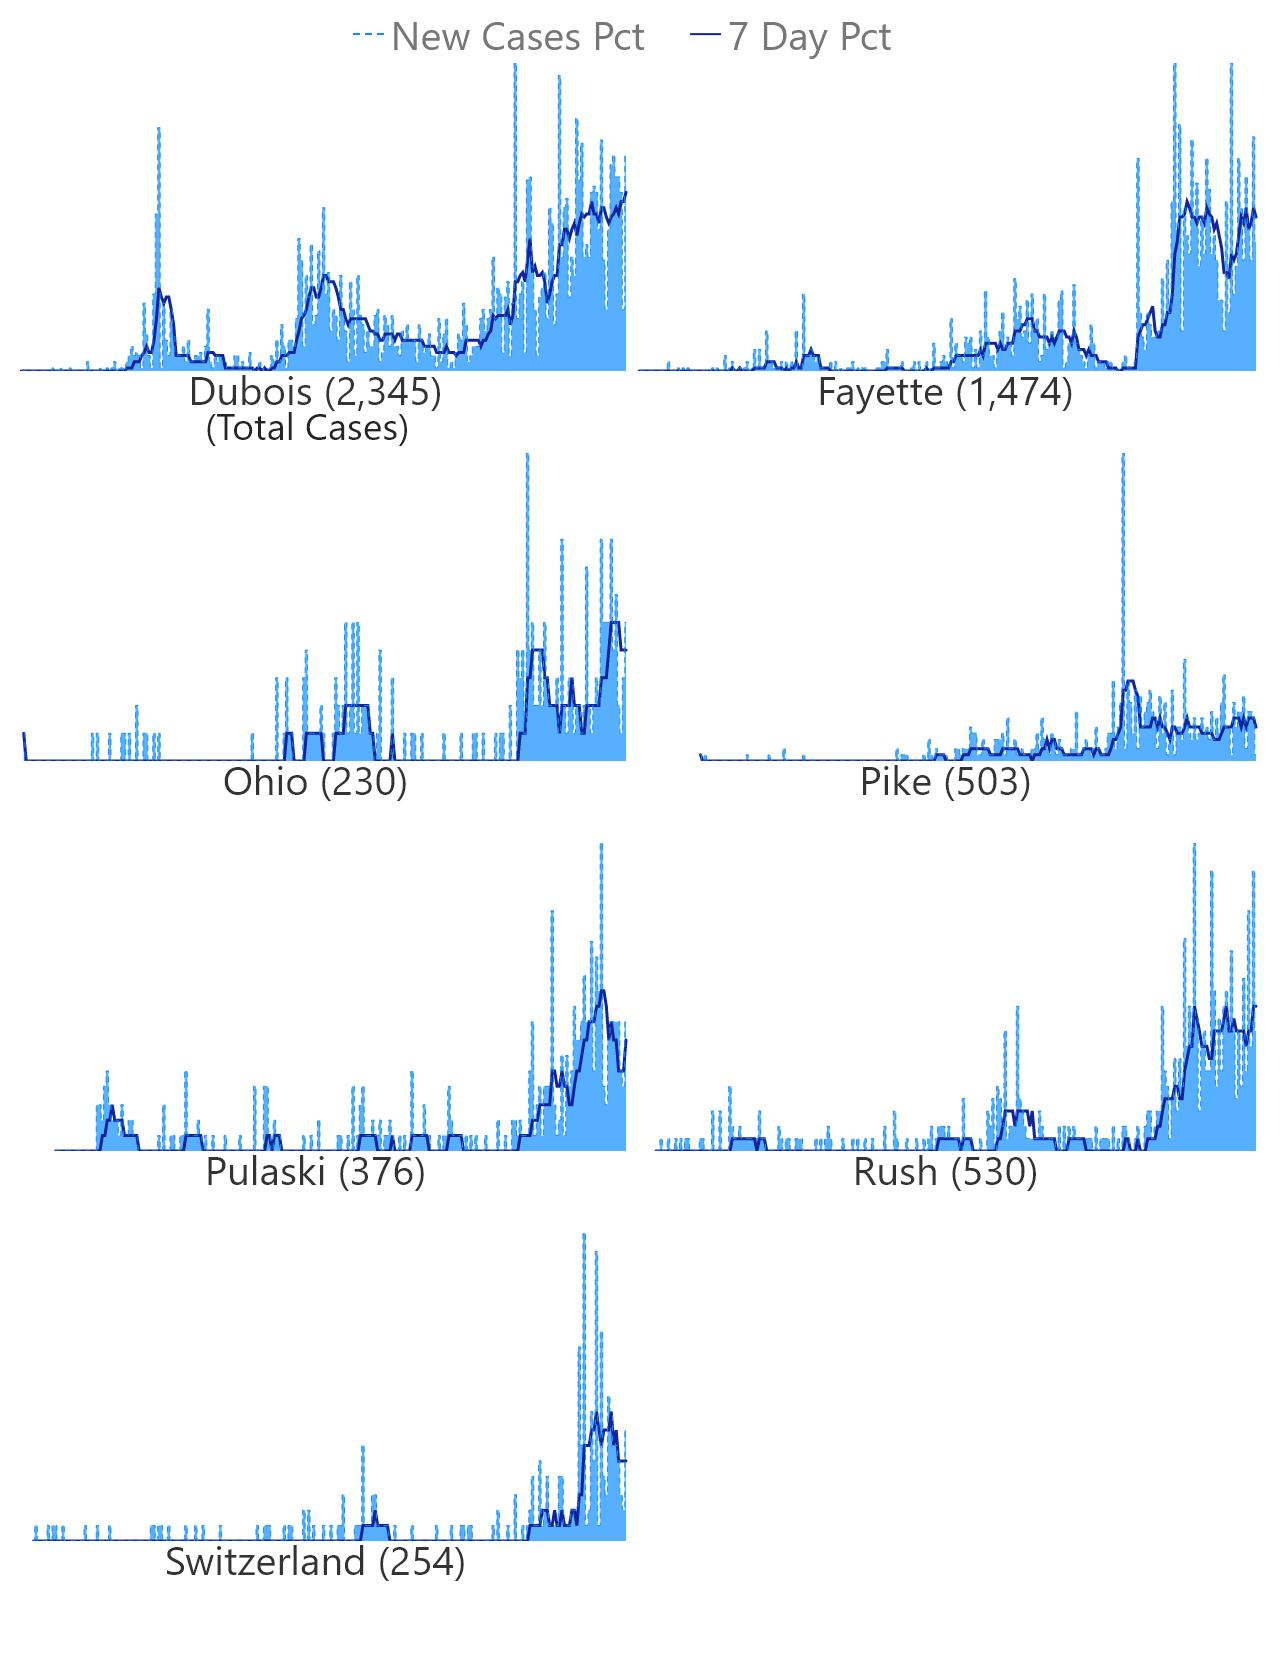 New Cases Pct 7 Day Pct
Dubois (2,345)
(Total Cases)
Fayette (1,474)
Ohio (230)
Pike (503)
Pulaski (376)
Rush (530)
Switzerland (254)